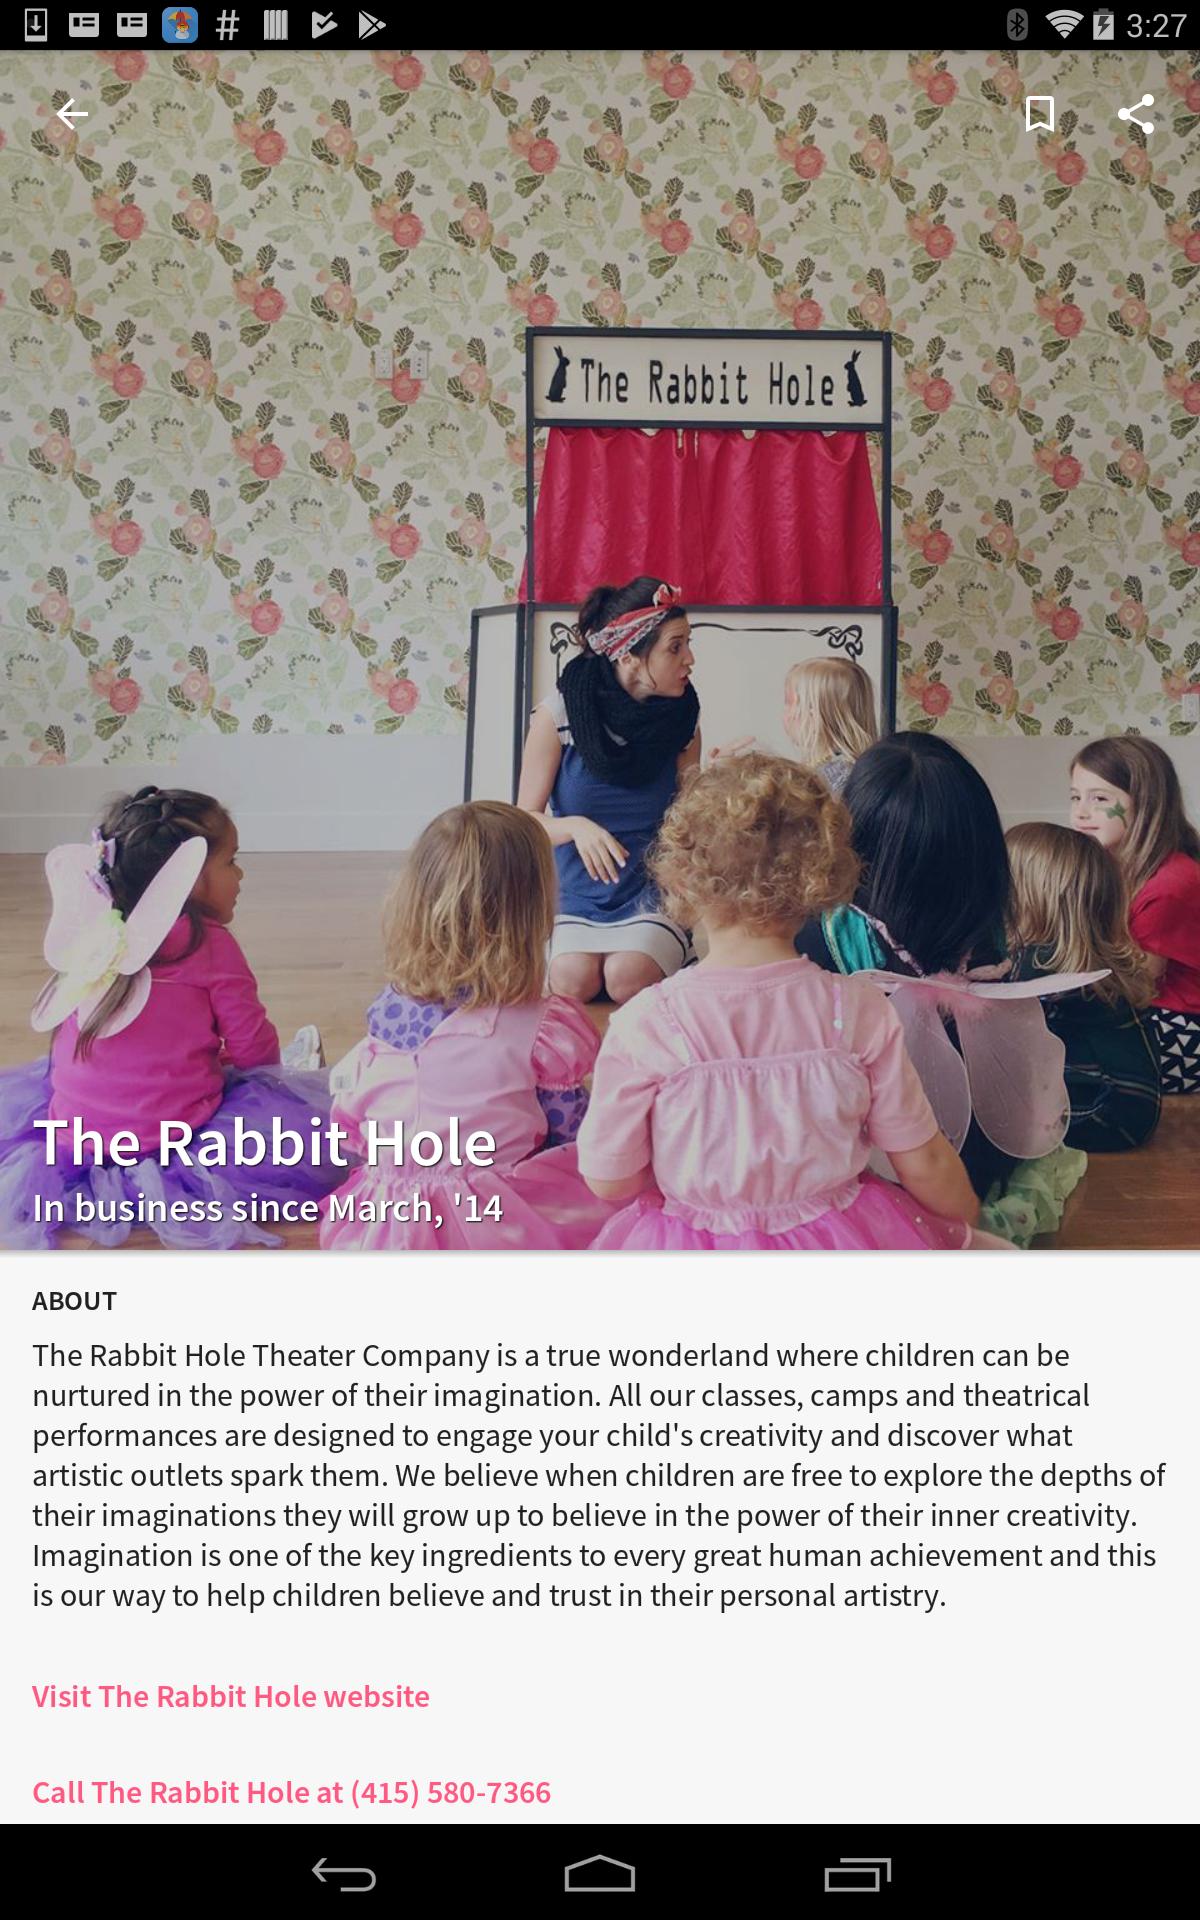 3:27
The Rabbit Hole
The Rabbit Hole
In business since March, '14
ABOUT
The Rabbit Hole Theater Company is a true wonderland where children can be
nurtured in the power of their imagination. All our classes, camps and theatrical
performances are designed to engage your child's creativity and discover what
artistic outlets spark them. We believe when children are free to explore the depths of
their imaginations they will grow up to believe in the power of their inner creativity.
Imagination is one of the key ingredients to every great human achievement and this
is our way to help children believe and trust in their personal artistry.
Visit The Rabbit Hole website
Call The Rabbit Hole at (415) 580-7366